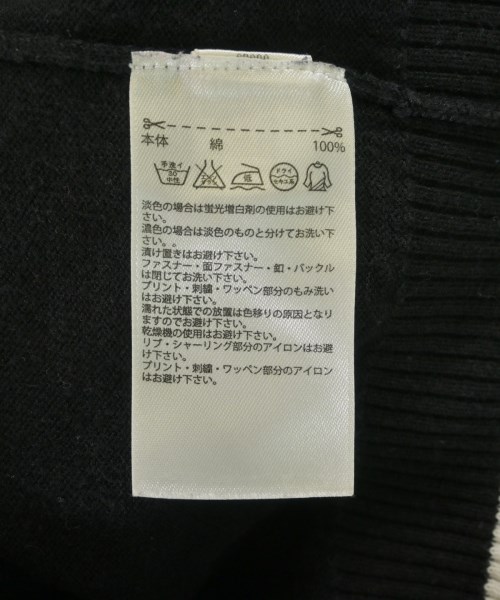 本体 綿 100%
手洗イ 30 中性 エンソサラシ 低 ドライ セキユ系
淡色の場合は蛍光増白剤の使用はお避け下
さい。
濃色の場合は淡色のものと分けてお洗い下
さい。。
漬け置きはお避け下さい。
ファスナー・面ファスナー・釦・バックル
は閉じてお洗い下さい。
プリント・刺繍・ワッペン部分のもみ洗い
はお避け下さい。
濡れた状態での放置は色移りの原因となり
ますのでお避け下さい。
乾燥機の使用はお避け下さい。
リブ・シャーリング部分のアイロンはお避
け下さい。
プリント・刺繍・ワッペン部分のアイロン
はお避け下さい。